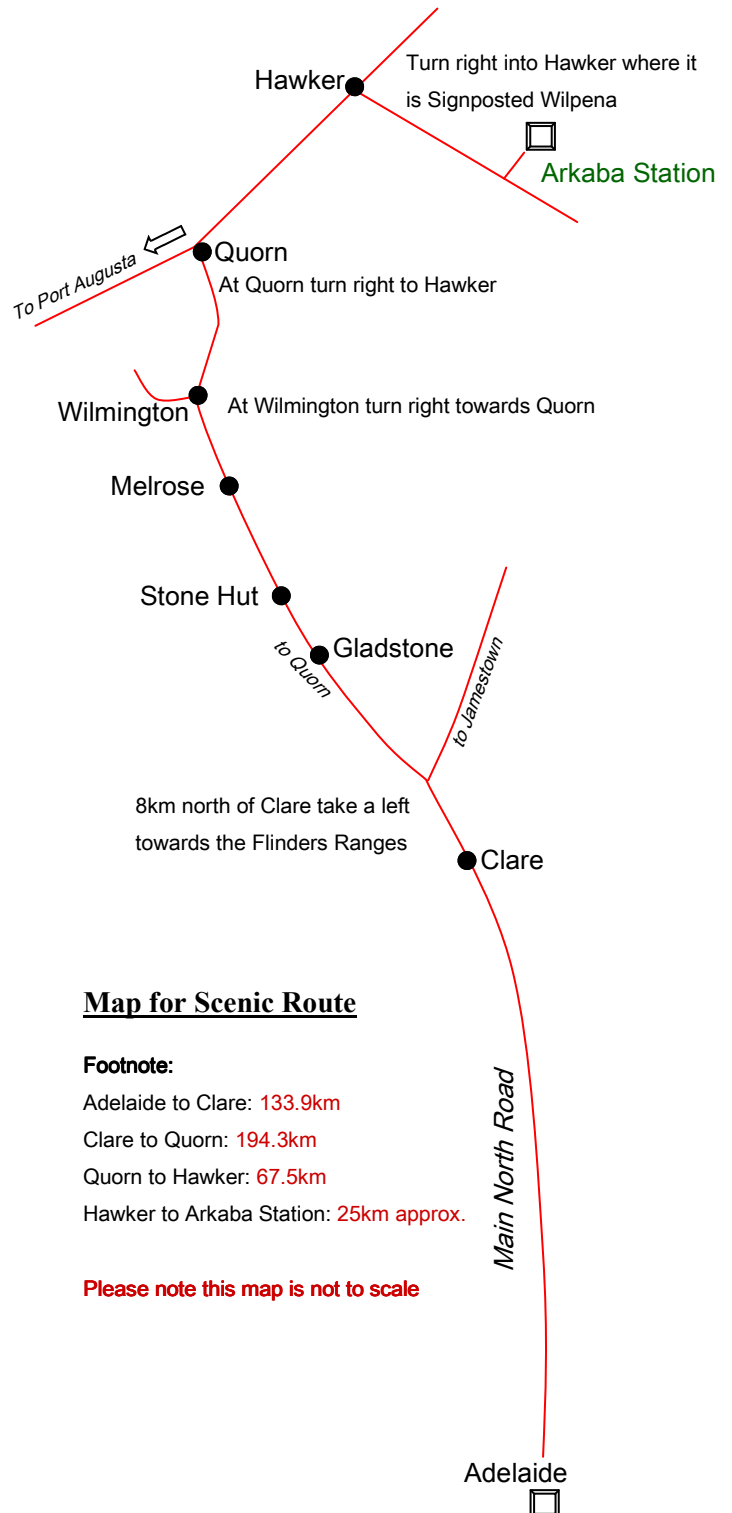 Hawker
Turn right into Hawker where it
is Signposted Wilpena
Arkaba Station
To Port Augusta
Quorn
At Quorn turn right to Hawker
Wilmington
At Wilmington turn right towards Quorn
Melrose
Stone Hut
Gladstone
to Quorn
to Jamestown
8km north of Clare take a left
towards the Flinders Ranges
Clare
Map for Scenic Route
Footnote:
Adelaide to Clare: 133.9km
Clare to Quorn: 194.3km
Quorn to Hawker: 67.5km
Hawker to Arkaba Station: 25km approx.
Please note this map is not to scale
Main North Road
Adelaide